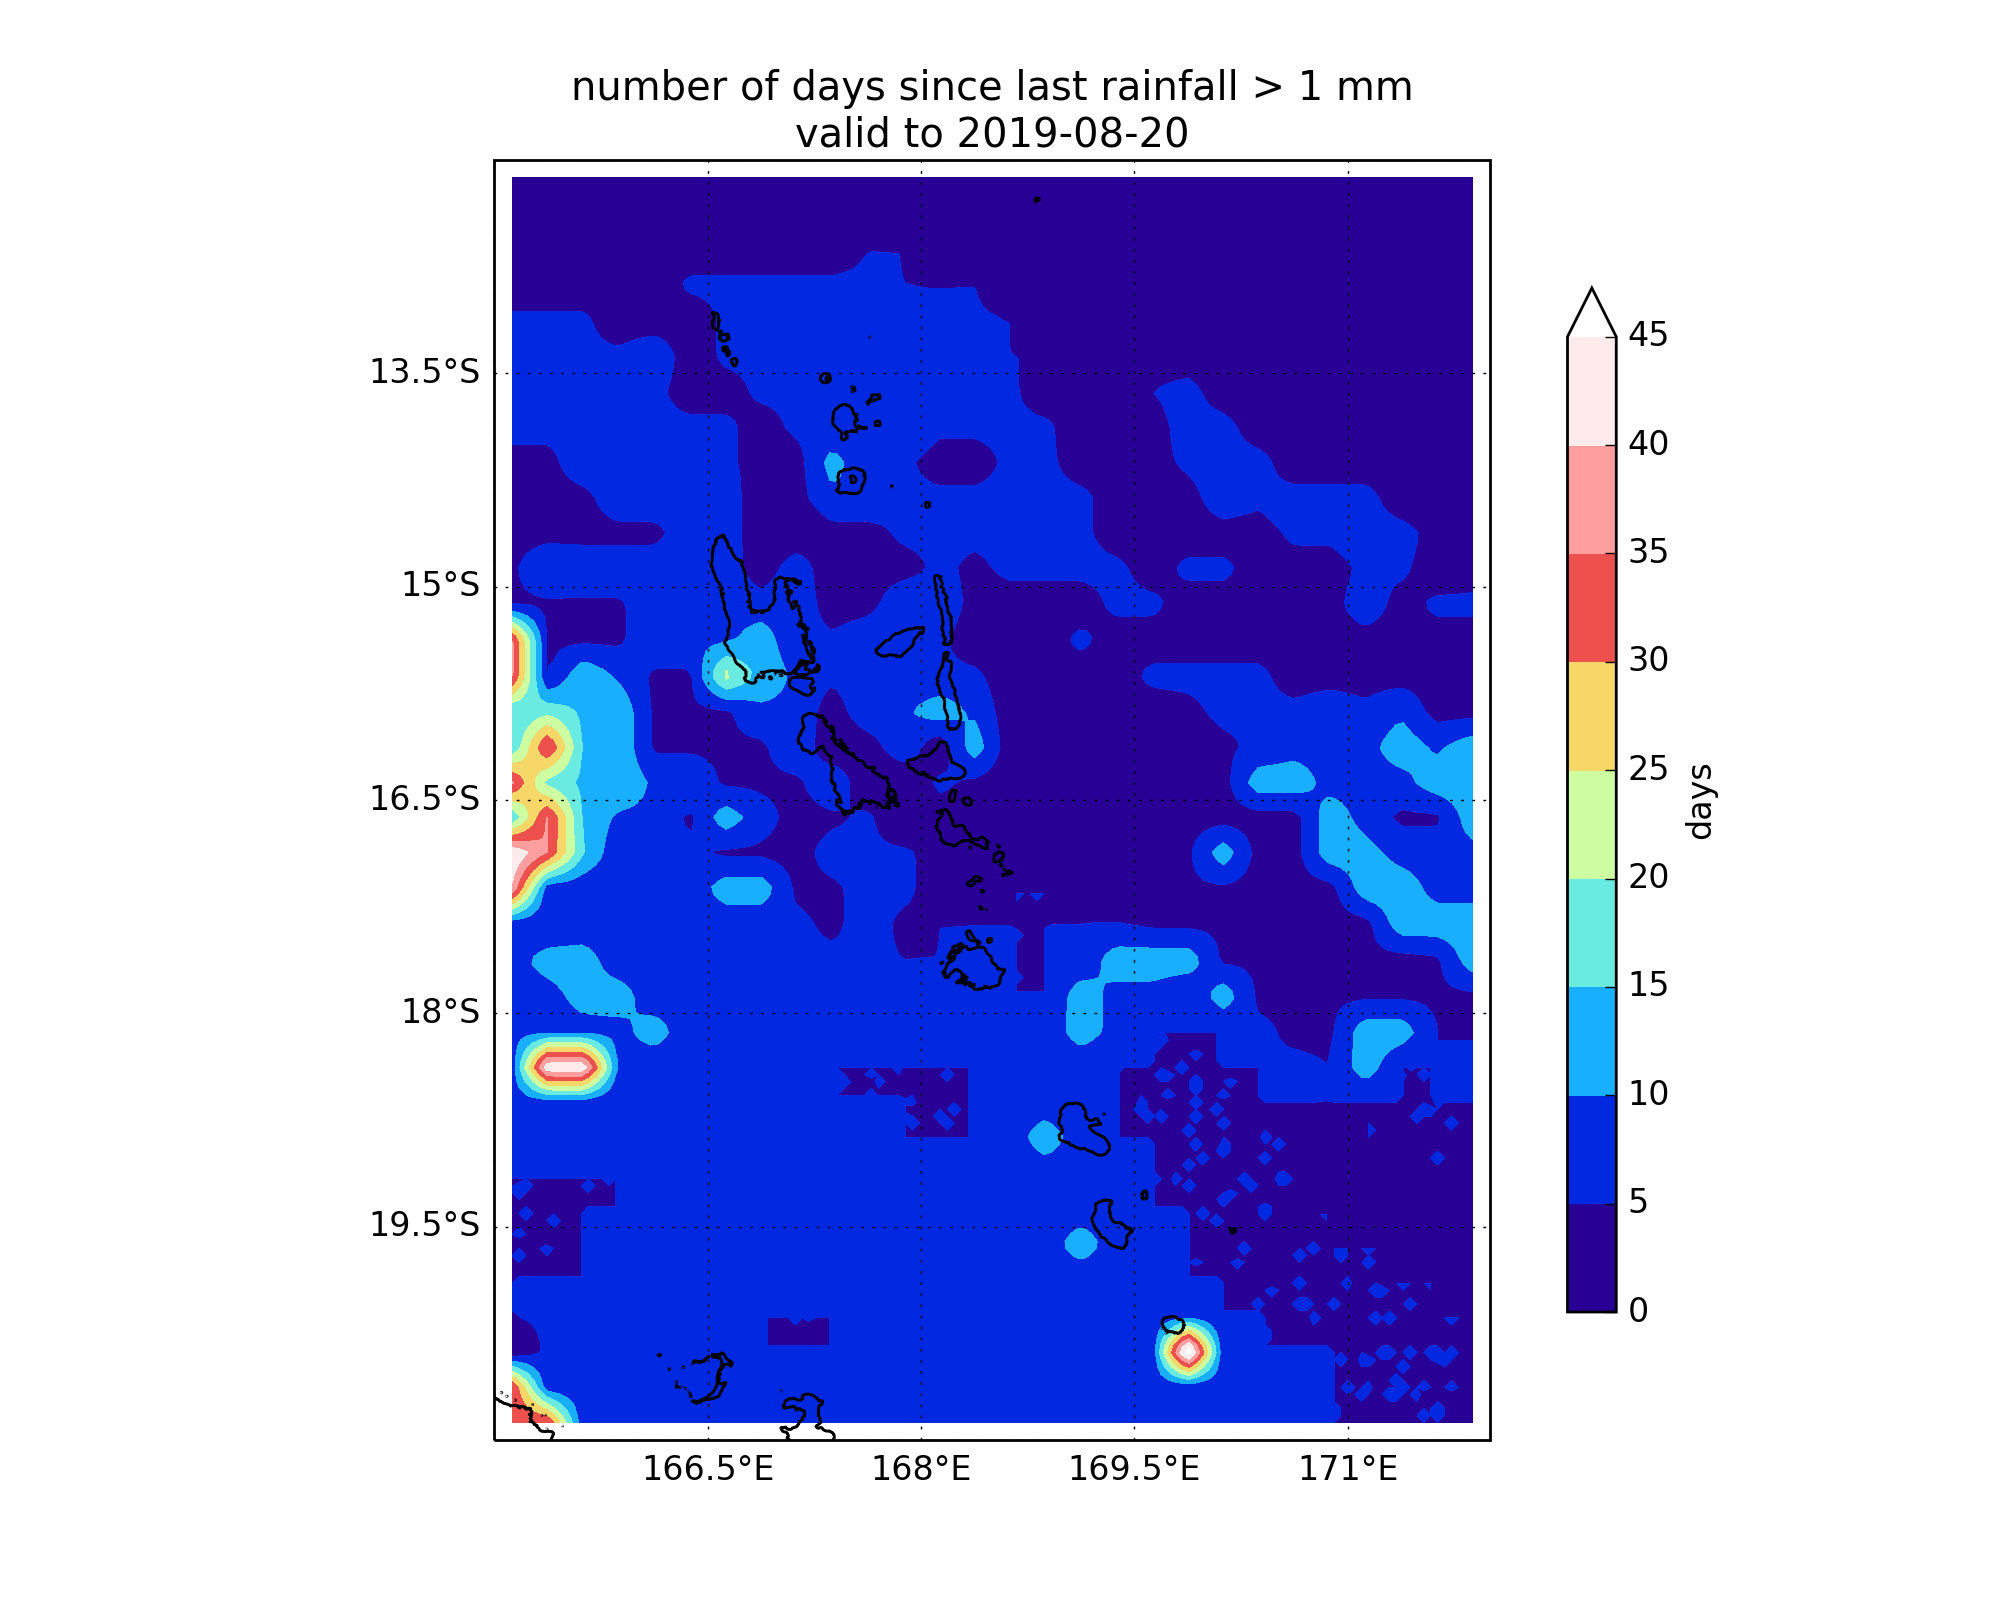 number of days since last rainfall > 1 mm
valid to 2019-08-20
13.5°S
15°S
16.5°S
18°S
19.5°S
166.5°E
168°E
169.5°E
171°E
45
40
35
30
25
20
15
10
5
0
days